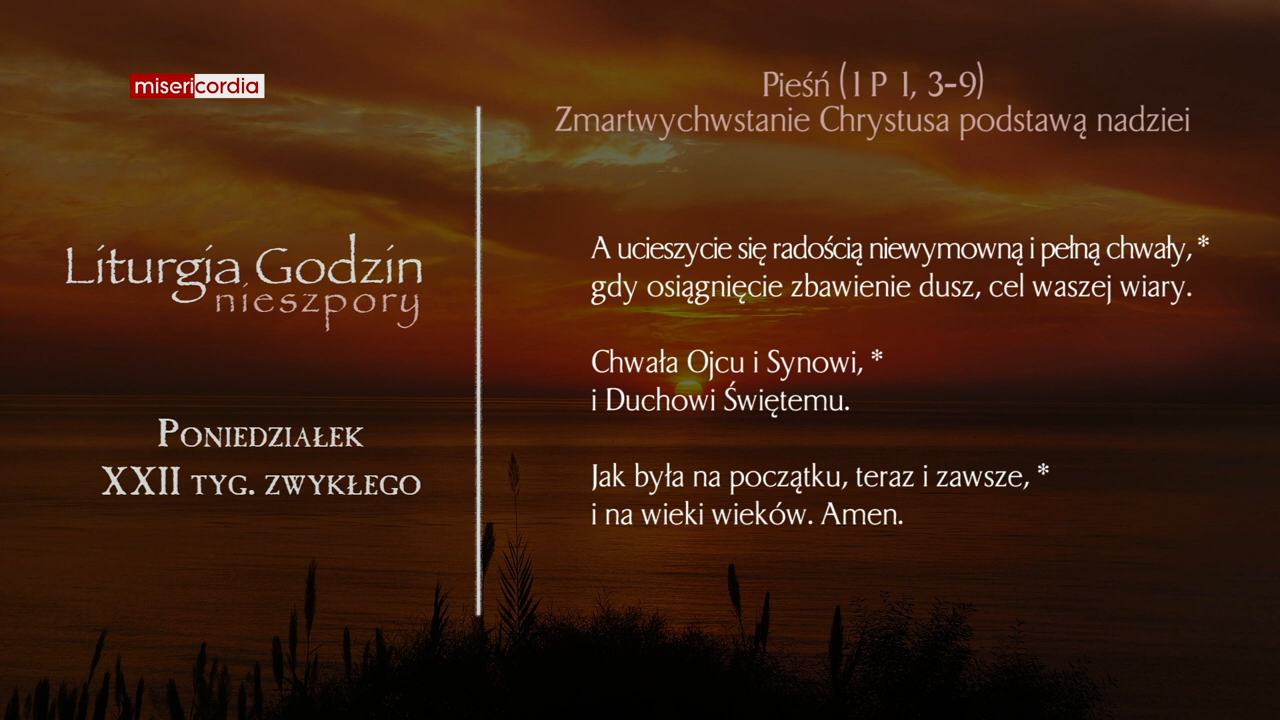 misericordia
Liturgia Godzin
nieszpory
Poniedziałek
XXII tyg. zwykłego
Pieśń (1 P 1, 3-9)
Zmartwychwstanie Chrystusa podstawą nadziei
A ucieszycie się radością niewymowną i pełną chwały, *
gdy osiągnięcie zbawienie dusz, cel waszej wiary.
Chwała Ojcu i Synowi, *
i Duchowi Świętemu.
Jak była na początku, teraz i zawsze, *
i na wieki wieków. Amen.